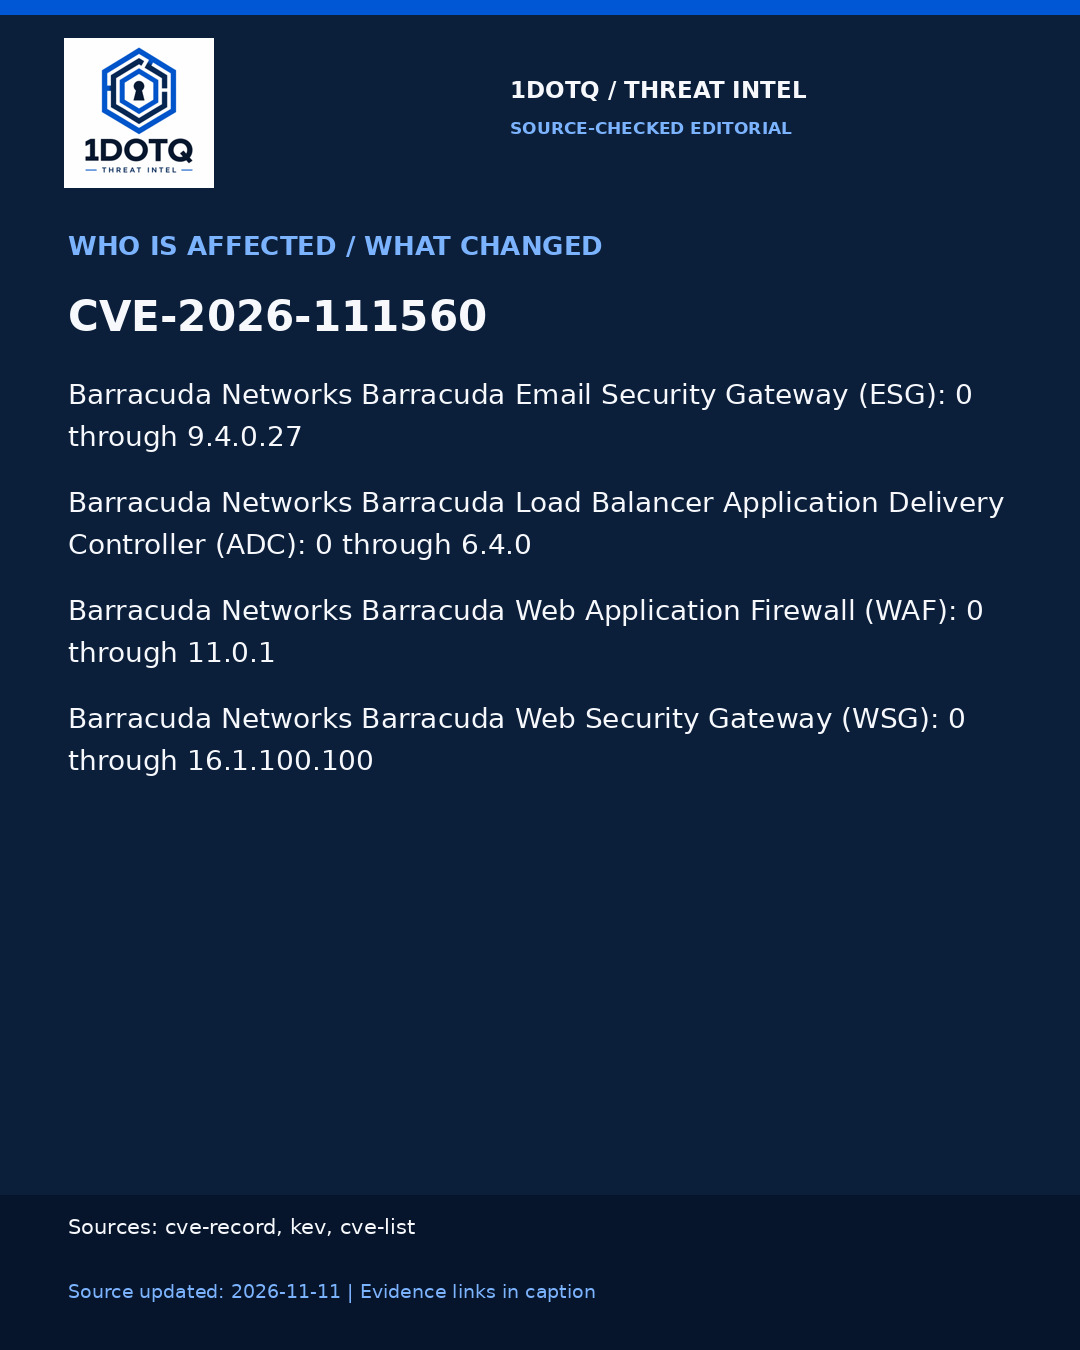 1DOTQ
THREAT INTEL
1DOTQ / THREAT INTEL
SOURCE-CHECKED EDITORIAL
WHO IS AFFECTED / WHAT CHANGED
CVE-2026-111560
Barracuda Networks Barracuda Email Security Gateway (ESG): 0
through 9.4.0.27
Barracuda Networks Barracuda Load Balancer Application Delivery
Controller (ADC): 0 through 6.4.0
Barracuda Networks Barracuda Web Application Firewall (WAF): 0
through 11.0.1
Barracuda Networks Barracuda Web Security Gateway (WSG): 0
through 16.1.100.100
Sources: cve-record, kev, cve-list
Source updated: 2026-11-11 | Evidence links in caption